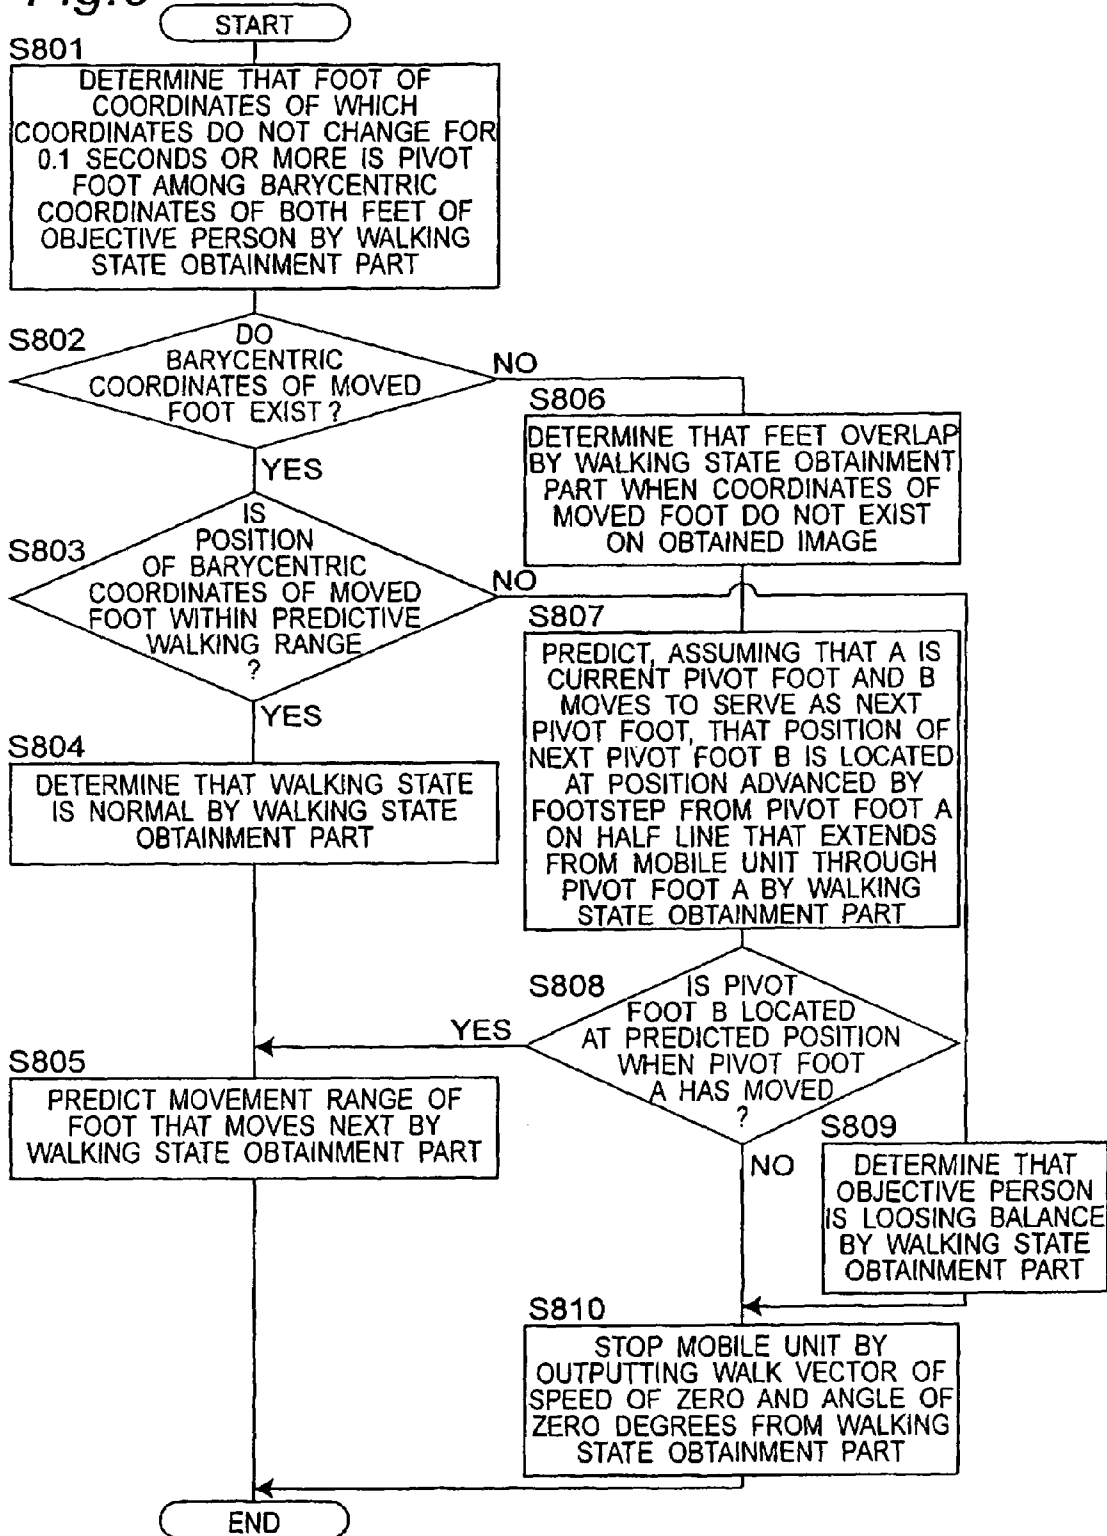 START
S801
DETERMINE THAT FOOT OF
COORDINATES OF WHICH
COORDINATES DO NOT CHANGE FOR
0.1 SECONDS OR MORE IS PIVOT
FOOT AMONG BARYCENTRIC
COORDINATES OF BOTH FEET OF
OBJECTIVE PERSON BY WALKING
STATE OBTAINMENT PART
S802
DO
BARYCENTRIC
COORDINATES OF MOVED
FOOT EXIST?
NO
YES
S803
IS
POSITION
OF BARYCENTRIC
COORDINATES OF MOVED
FOOT WITHIN PREDICTIVE
WALKING RANGE
?
NO
YES
S804
DETERMINE THAT WALKING STATE
IS NORMAL BY WALKING STATE
OBTAINMENT PART
S805
PREDICT MOVEMENT RANGE OF
FOOT THAT MOVES NEXT BY
WALKING STATE OBTAINMENT PART
S806
DETERMINE THAT FEET OVERLAP
BY WALKING STATE OBTAINMENT
PART WHEN COORDINATES OF
MOVED FOOT DO NOT EXIST
ON OBTAINED IMAGE
S807
PREDICT, ASSUMING THAT A IS
CURRENT PIVOT FOOT AND B
MOVES TO SERVE AS NEXT
PIVOT FOOT, THAT POSITION OF
NEXT PIVOT FOOT B IS LOCATED
AT POSITION ADVANCED BY
FOOTSTEP FROM PIVOT FOOT A
ON HALF LINE THAT EXTENDS
FROM MOBILE UNIT THROUGH
PIVOT FOOT A BY WALKING
STATE OBTAINMENT PART
S808
IS PIVOT
FOOT B LOCATED
AT PREDICTED POSITION
WHEN PIVOT FOOT
A HAS MOVED
?
YES
NO
S809
DETERMINE THAT
OBJECTIVE PERSON
IS LOOSING BALANCE
BY WALKING STATE
OBTAINMENT PART
S810
STOP MOBILE UNIT BY
OUTPUTTING WALK VECTOR OF
SPEED OF ZERO AND ANGLE OF
ZERO DEGREES FROM WALKING
STATE OBTAINMENT PART
END